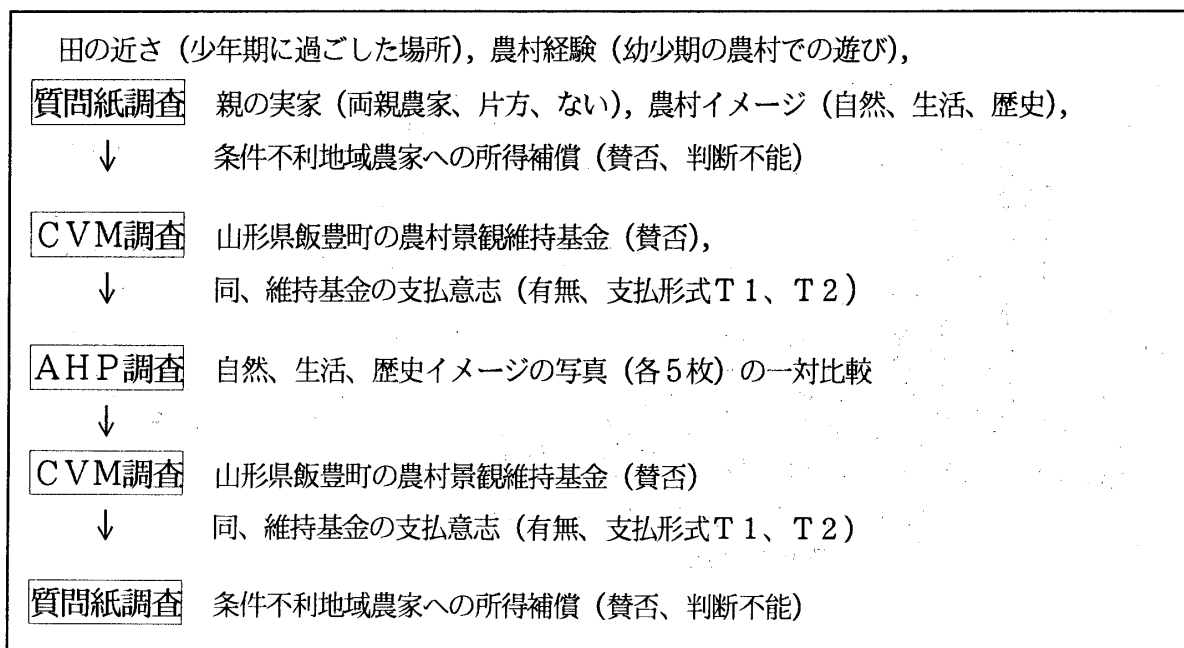 田の近さ（少年期に過ごした場所），農村経験（幼少期の農村での遊び），
質問紙調査　親の実家（両親農家、片方、ない），農村イメージ（自然、生活、歴史），
↓　条件不利地域農家への所得補償（賛否、判断不能）
ＣＶＭ調査　山形県飯豊町の農村景観維持基金（賛否），
↓　同、維持基金の支払意志（有無、支払形式Ｔ１、Ｔ２）
ＡＨＰ調査　自然、生活、歴史イメージの写真（各５枚）の一対比較
↓
ＣＶＭ調査　山形県飯豊町の農村景観維持基金（賛否）
↓　同、維持基金の支払意志（有無、支払形式Ｔ１、Ｔ２）
質問紙調査　条件不利地域農家への所得補償（賛否、判断不能）